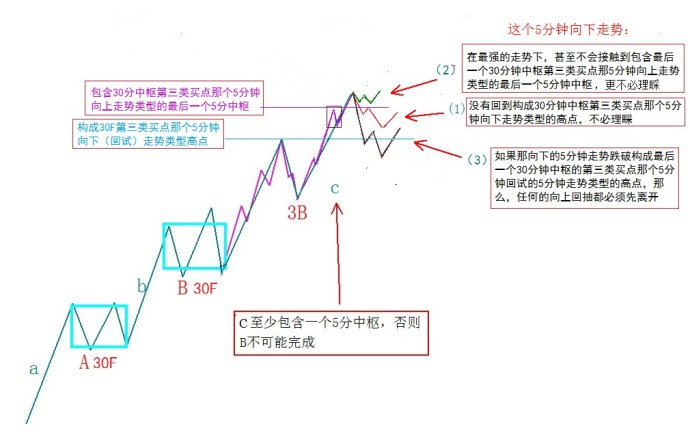 这个5分钟向下走势：
在最强的走势下，甚至不会接触到包含最后
一个30分钟中枢第三类买点那5分钟向上走势
类型的最后一个5分钟中枢，更不必理睬
（2）
包含30分中枢第三类买点那个5分钟
向上走势类型的最后一个5分中枢
（1）
没有回到构成30分钟中枢第三类买点那个5分
钟向下走势类型的高点，不必理睬
构成30F第三类买点那个5分钟
向下（回试）走势类型高点
（3）
如果那向下的5分钟走势跌破构成最后
一个30分钟中枢的第三类买点那个5分
钟回试的5分钟走势类型的高点，那
么，任何的向上回抽都必须先离开
c
3B
b
B 30F
C 至少包含一个5分中枢，否则
B不可能完成
a
A 30F